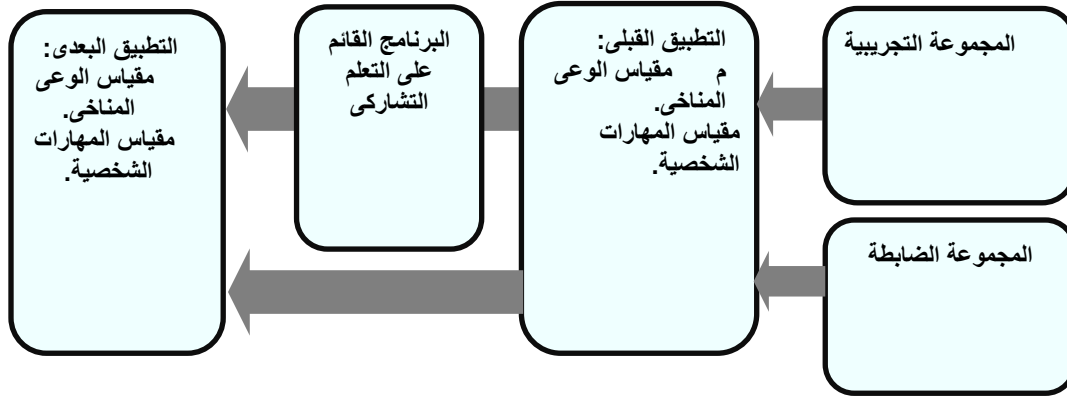 المجموعة التجريبية
المجموعة الضابطة
التطبيق القبلى:
م مقياس الوعى
المناخى.
مقياس المهارات
الشخصية.
البرنامج القائم
على التعلم
التشاركى
التطبيق البعدى:
مقياس الوعى
المناخى.
مقياس المهارات
الشخصية.